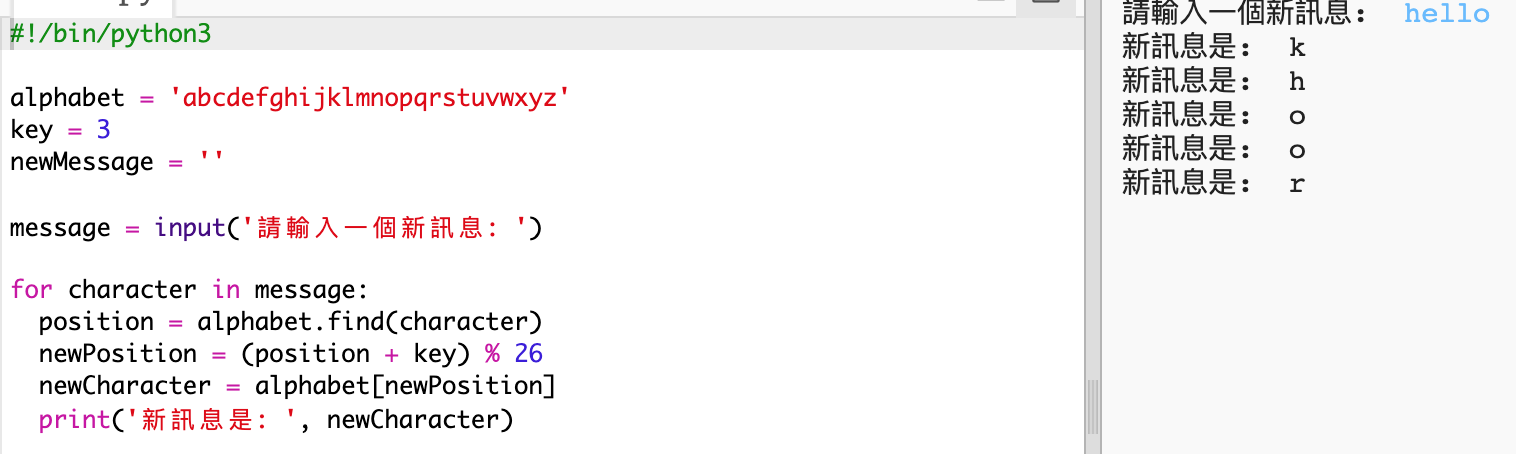 #!/bin/python3
alphabet = 'abcdefghijklmnopqrstuvwxyz'
key = 3
newMessage = ''
message = input('請輸入一個新訊息: ')
for character in message:
  position = alphabet.find(character)
  newPosition = (position + key) % 26
  newCharacter = alphabet[newPosition]
  print('新訊息是: ', newCharacter)
請輸入一個新訊息: hello
新訊息是: k
新訊息是: h
新訊息是: o
新訊息是: o
新訊息是: r